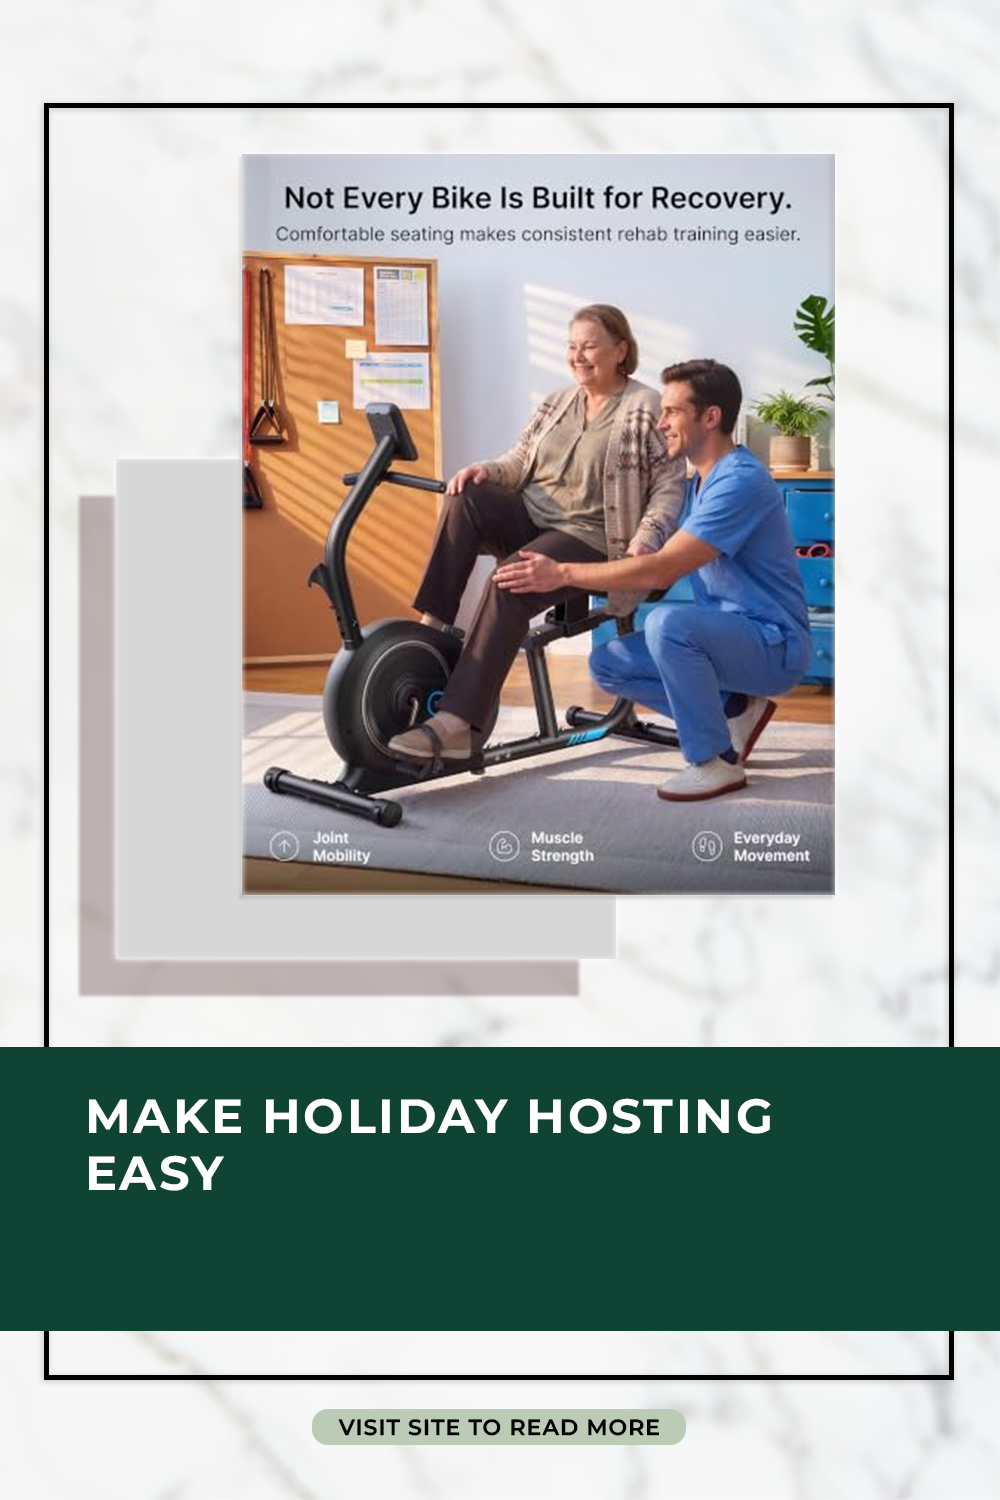 Not Every Bike Is Built for Recovery.
Comfortable seating makes consistent rehab training easier.
Joint
Mobility
Muscle
Strength
Everyday
Movement
MAKE HOLIDAY HOSTING
EASY
VISIT SITE TO READ MORE